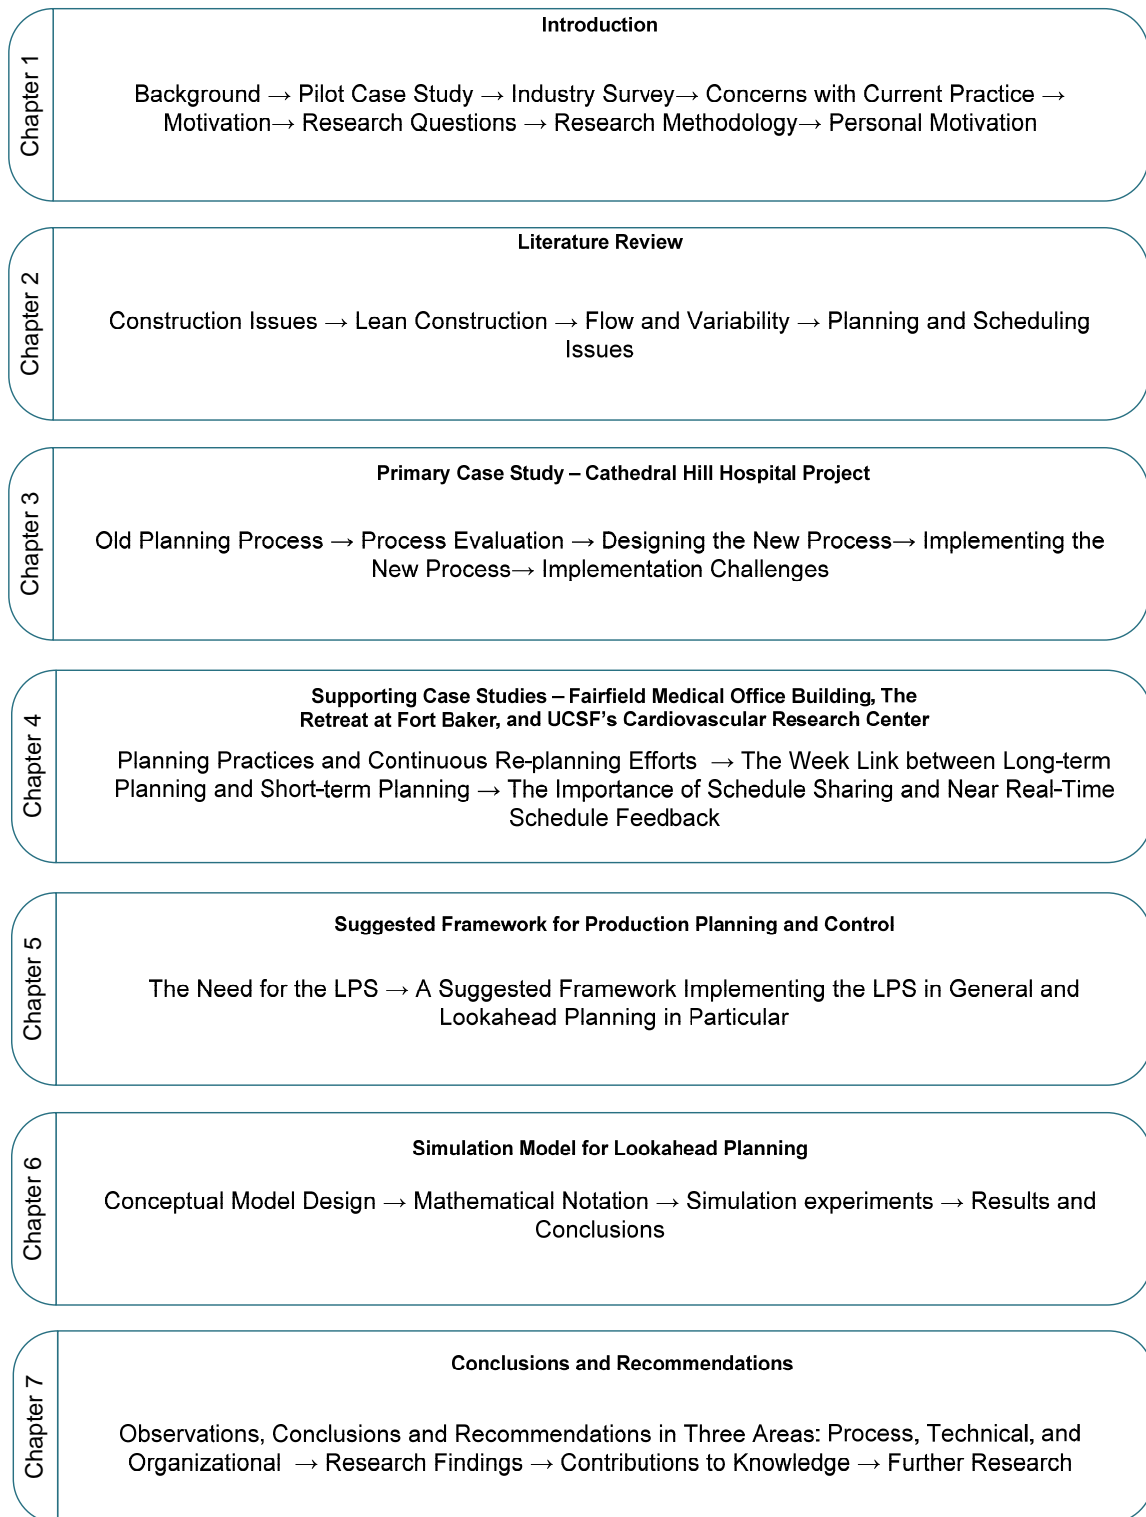 Chapter 1
Introduction
Background → Pilot Case Study → Industry Survey→ Concerns with Current Practice →
Motivation→ Research Questions → Research Methodology→ Personal Motivation
Chapter 2
Literature Review
Construction Issues → Lean Construction → Flow and Variability → Planning and Scheduling
Issues
Chapter 3
Primary Case Study – Cathedral Hill Hospital Project
Old Planning Process → Process Evaluation → Designing the New Process→ Implementing the
New Process→ Implementation Challenges
Chapter 4
Supporting Case Studies – Fairfield Medical Office Building, The
Retreat at Fort Baker, and UCSF's Cardiovascular Research Center
Planning Practices and Continuous Re-planning Efforts → The Week Link between Long-term
Planning and Short-term Planning → The Importance of Schedule Sharing and Near Real-Time
Schedule Feedback
Chapter 5
Suggested Framework for Production Planning and Control
The Need for the LPS → A Suggested Framework Implementing the LPS in General and
Lookahead Planning in Particular
Chapter 6
Simulation Model for Lookahead Planning
Conceptual Model Design → Mathematical Notation → Simulation experiments → Results and
Conclusions
Chapter 7
Conclusions and Recommendations
Observations, Conclusions and Recommendations in Three Areas: Process, Technical, and
Organizational → Research Findings → Contributions to Knowledge → Further Research